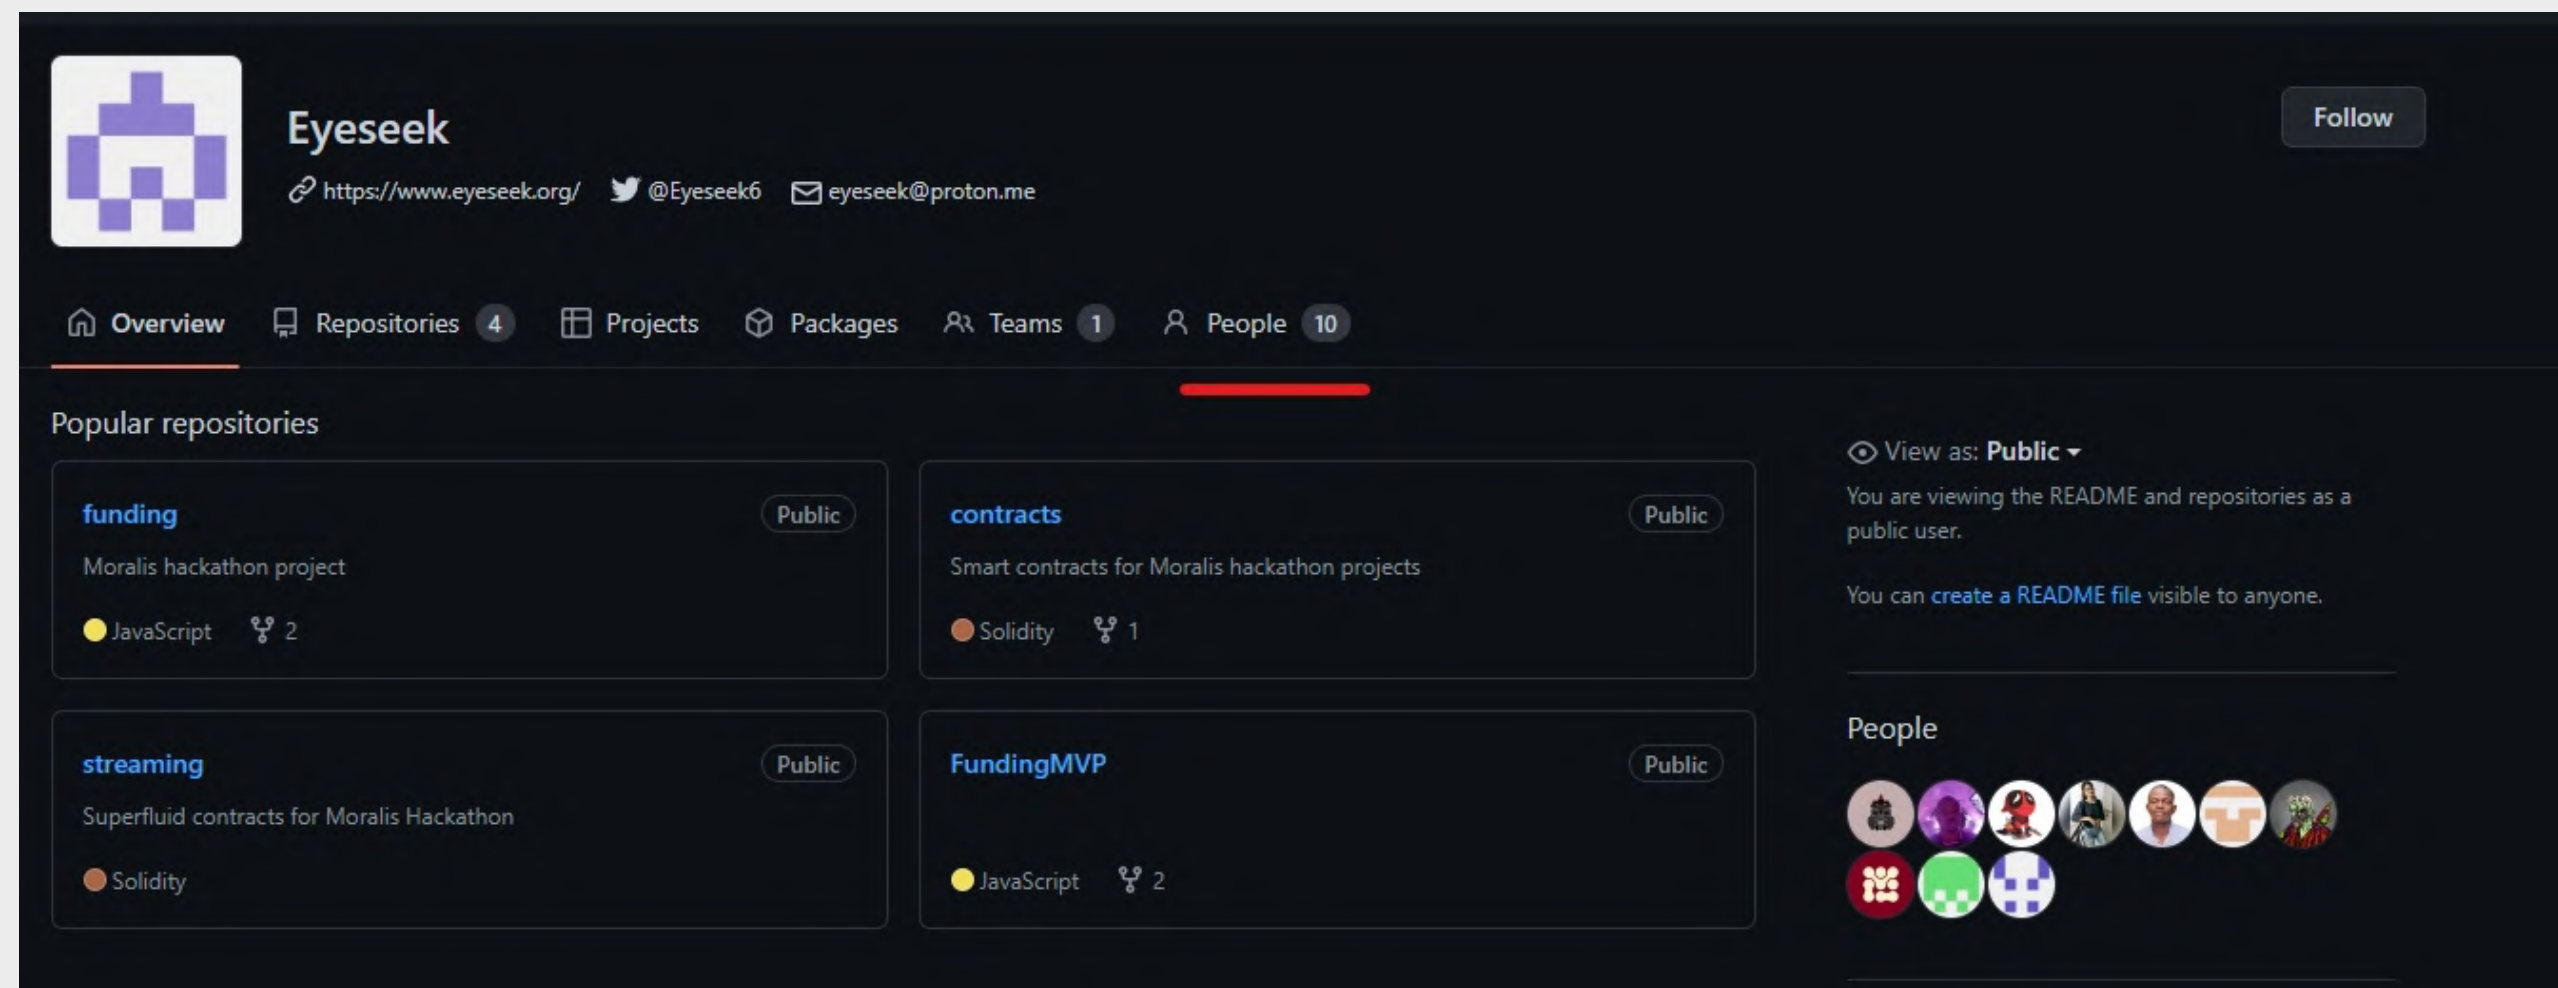 Eyeseek
Follow
https://www.eyeseek.org/ @Eyeseek6 eyeseek@proton.me
Overview Repositories 4 Projects Packages Teams 1 People 10
Popular repositories
funding Public
Moralis hackathon project
JavaScript 2
contracts Public
Smart contracts for Moralis hackathon projects
Solidity 1
streaming Public
Superfluid contracts for Moralis Hackathon
Solidity
FundingMVP Public
JavaScript 2
View as: Public
You are viewing the README and repositories as a
public user.
You can create a README file visible to anyone.
People